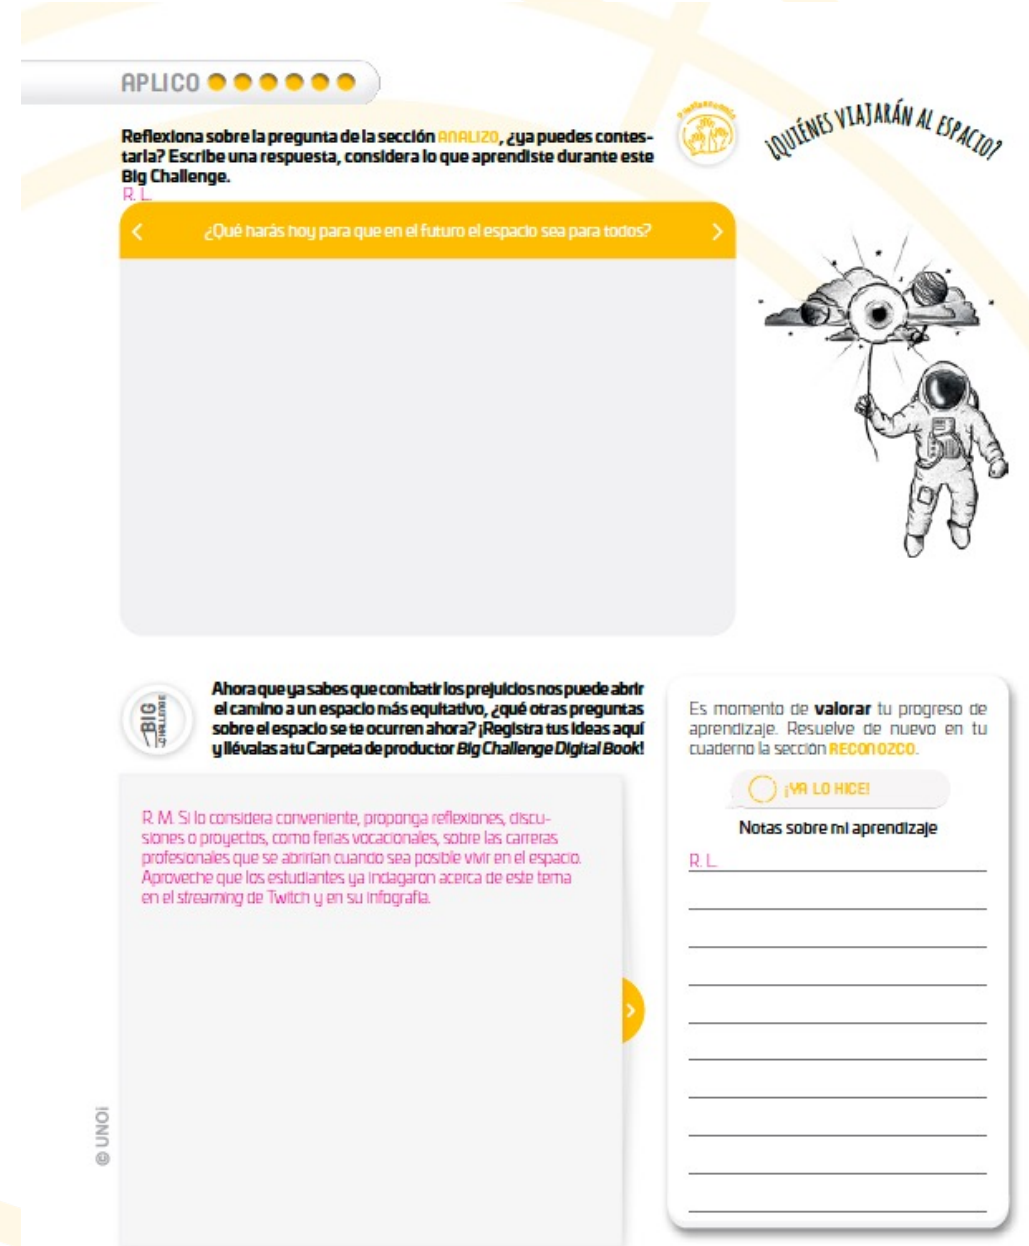 APLICO
Reflexiona sobre la pregunta de la sección ANALIZO, ¿ya puedes contes-
tarla? Escribe una respuesta, considera lo que aprendiste durante este
Big Challenge.
R. L.
¿QUIÉNES VIAJARÁN AL ESPACIO?
¿Qué harás hoy para que en el futuro el espacio sea para todos?
BIG
CHALLENGE
Ahora que ya sabes que combatir los prejuicios nos puede abrir
el camino a un espacio más equitativo, ¿qué otras preguntas
sobre el espacio se te ocurren ahora? ¡Registra tus ideas aquí
y llévalas a tu Carpeta de productor Big Challenge Digital Book!
R. M. Si lo considera conveniente, proponga reflexiones, discu-
siones o proyectos, como ferias vocacionales, sobre las carreras
profesionales que se abrirían cuando sea posible vivir en el espacio.
Aproveche que los estudiantes ya indagaron acerca de este tema
en el streaming de Twitch y en su infografía.
Es momento de valorar tu progreso de
aprendizaje. Resuelve de nuevo en tu
cuaderno la sección RECONOZCO.
¡YA LO HICE!
Notas sobre mi aprendizaje
R. L.
© UNOi